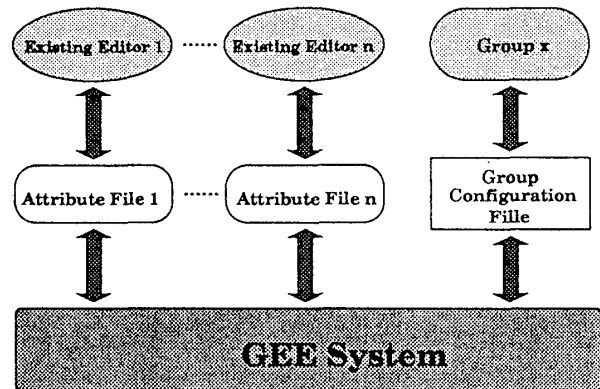 Existing Editor 1 ...... Existing Editor n Group x
Attribute File 1 ...... Attribute File n
Group
Configuration
Fille
GEE System